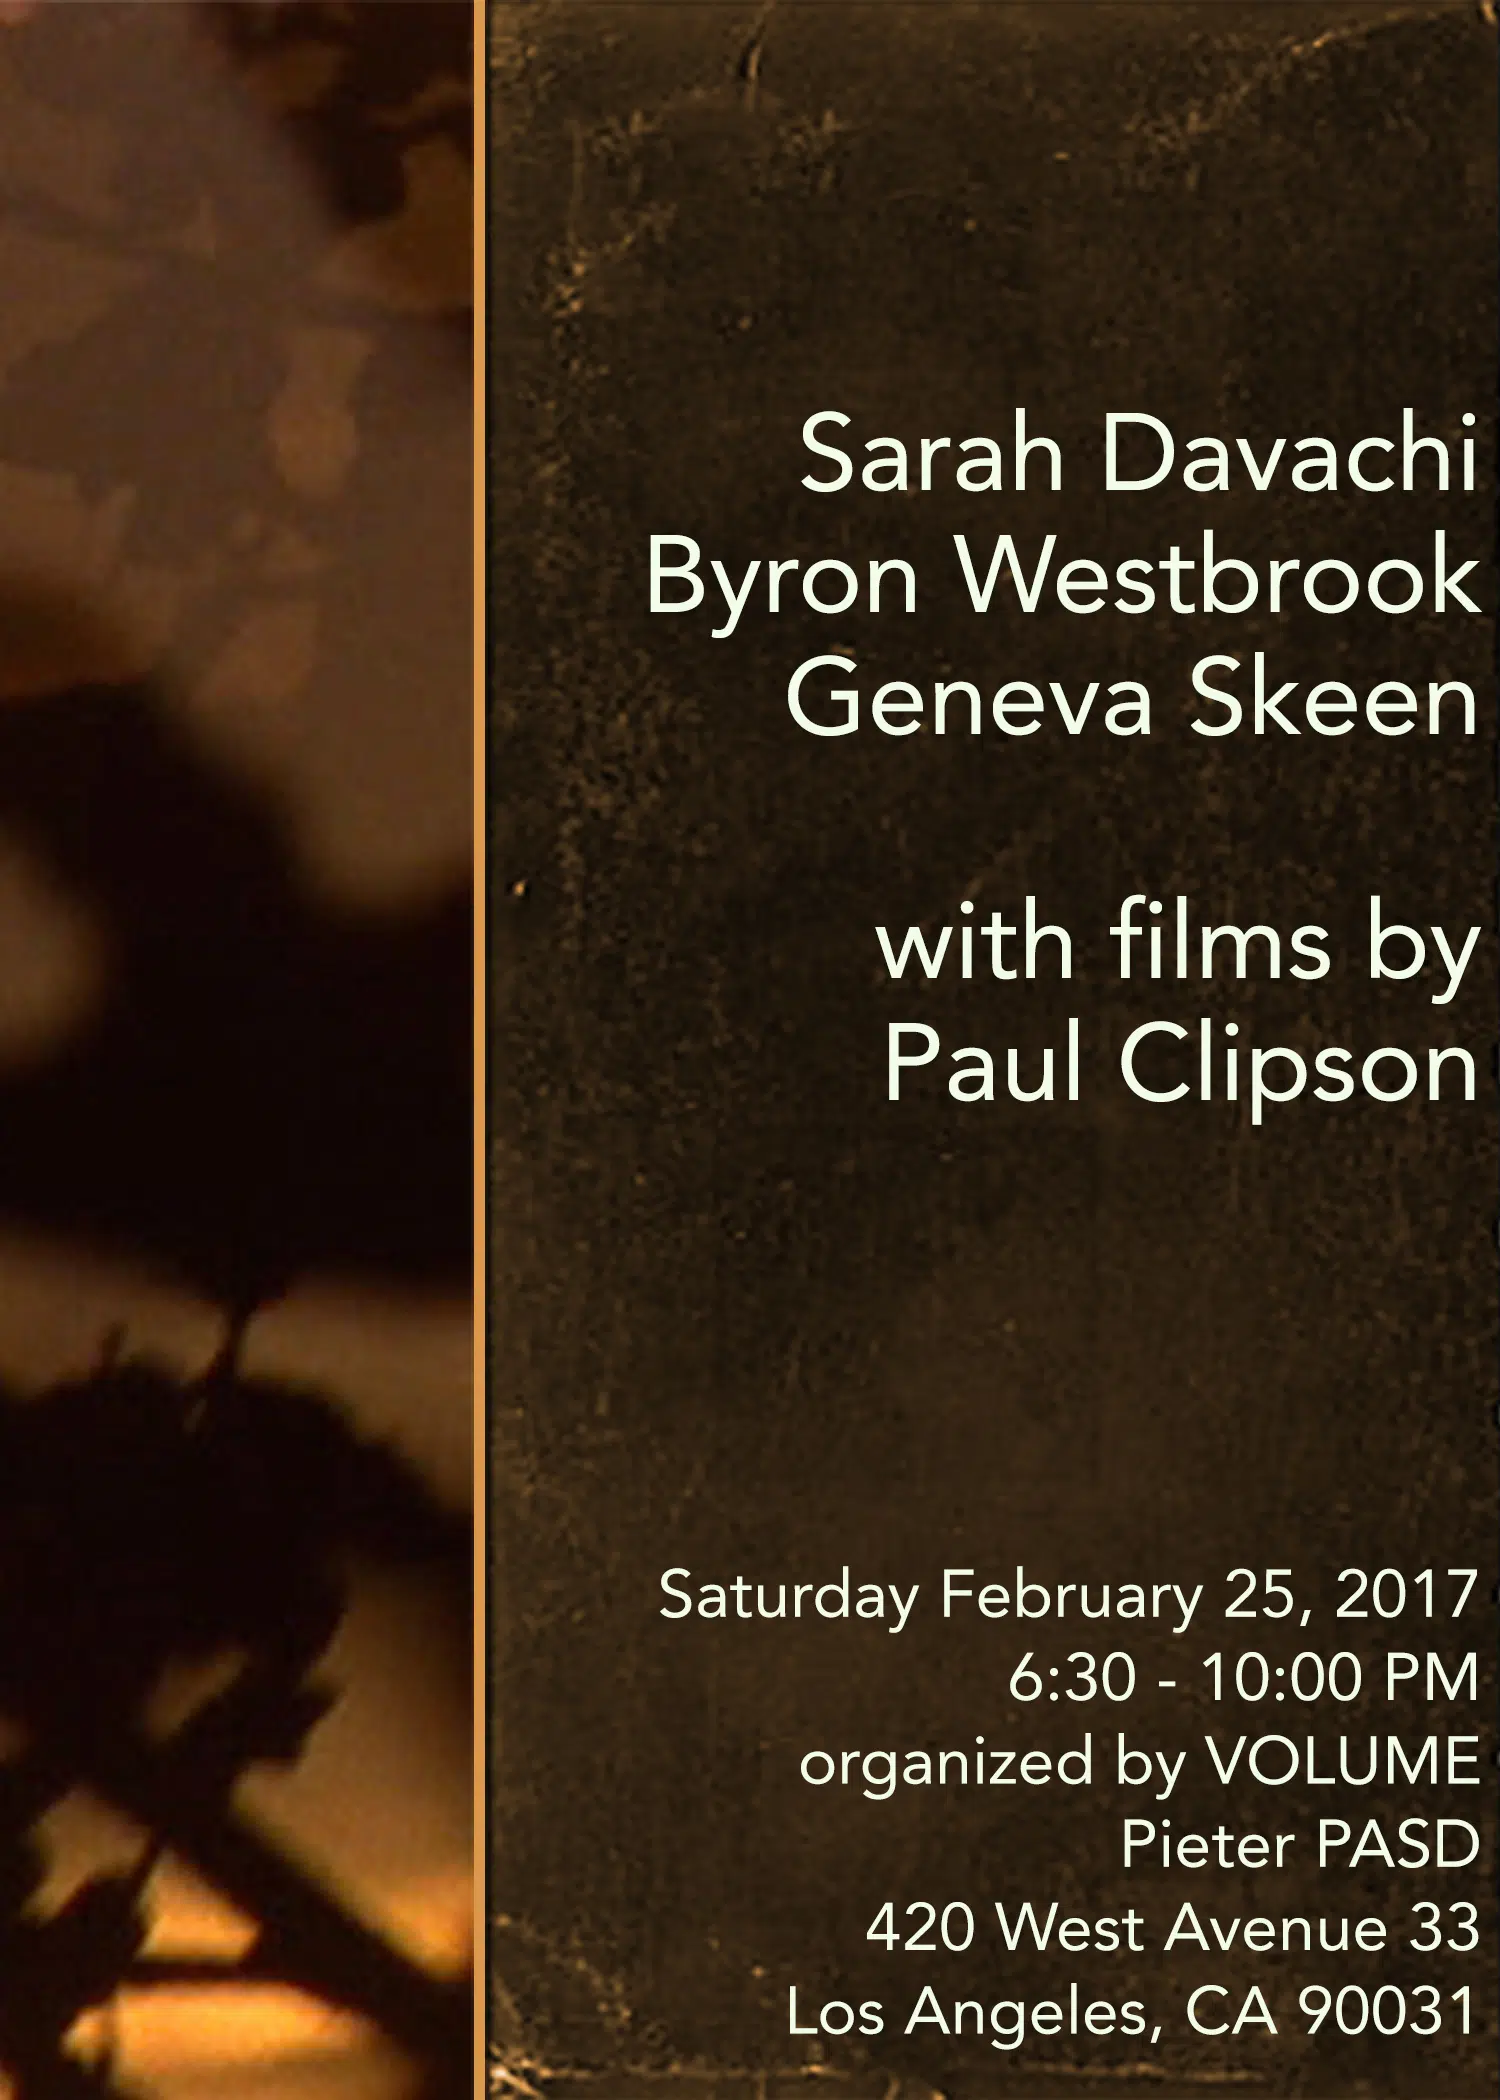 Sarah Davachi
Byron Westbrook
Geneva Skeen
with films by
Paul Clipson
Saturday February 25, 2017
6:30 - 10:00 PM
organized by VOLUME
Pieter PASD
420 West Avenue 33
Los Angeles, CA 90031